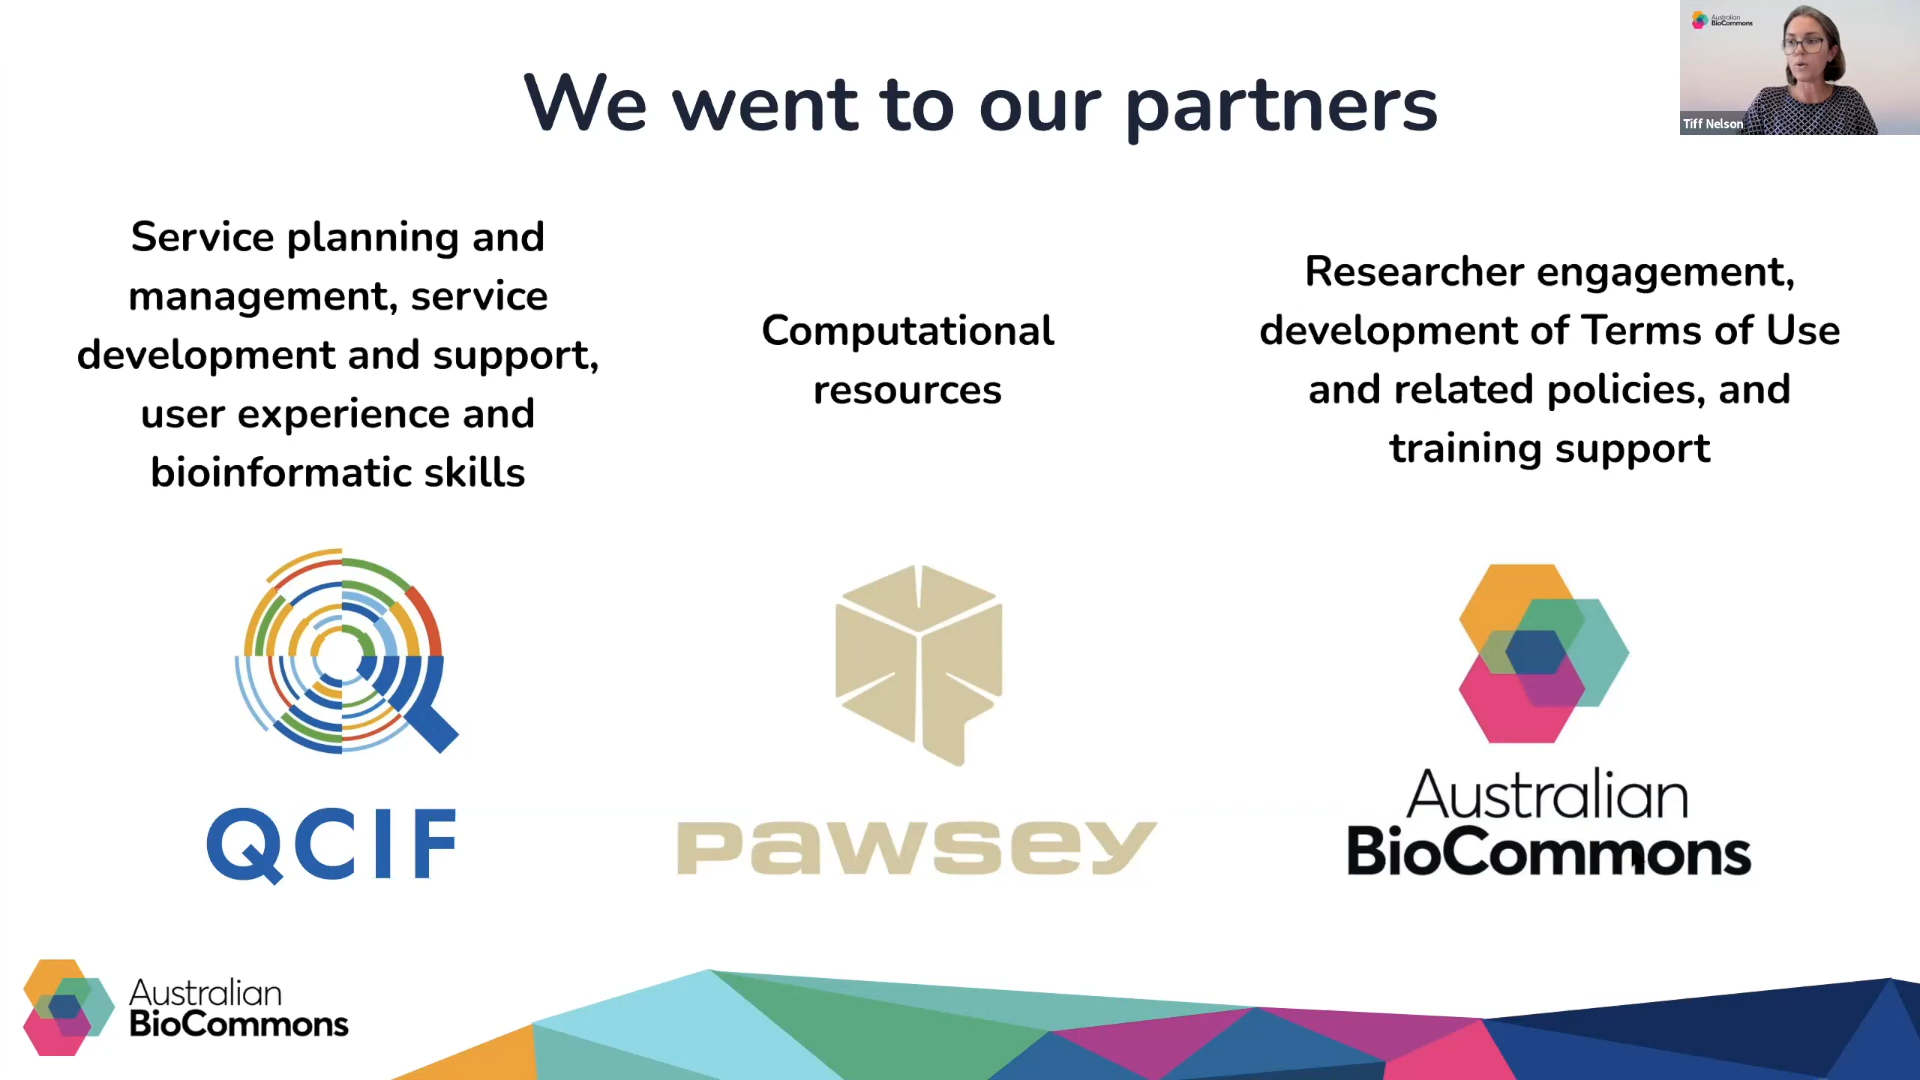 We went to our partners
Australian
BioCommons
Tiff Nelson
Service planning and
management, service
development and support,
user experience and
bioinformatic skills
Computational
resources
Researcher engagement,
development of Terms of Use
and related policies, and
training support
QCIF
PAWSEY
Australian
BioCommons
Australian
BioCommons